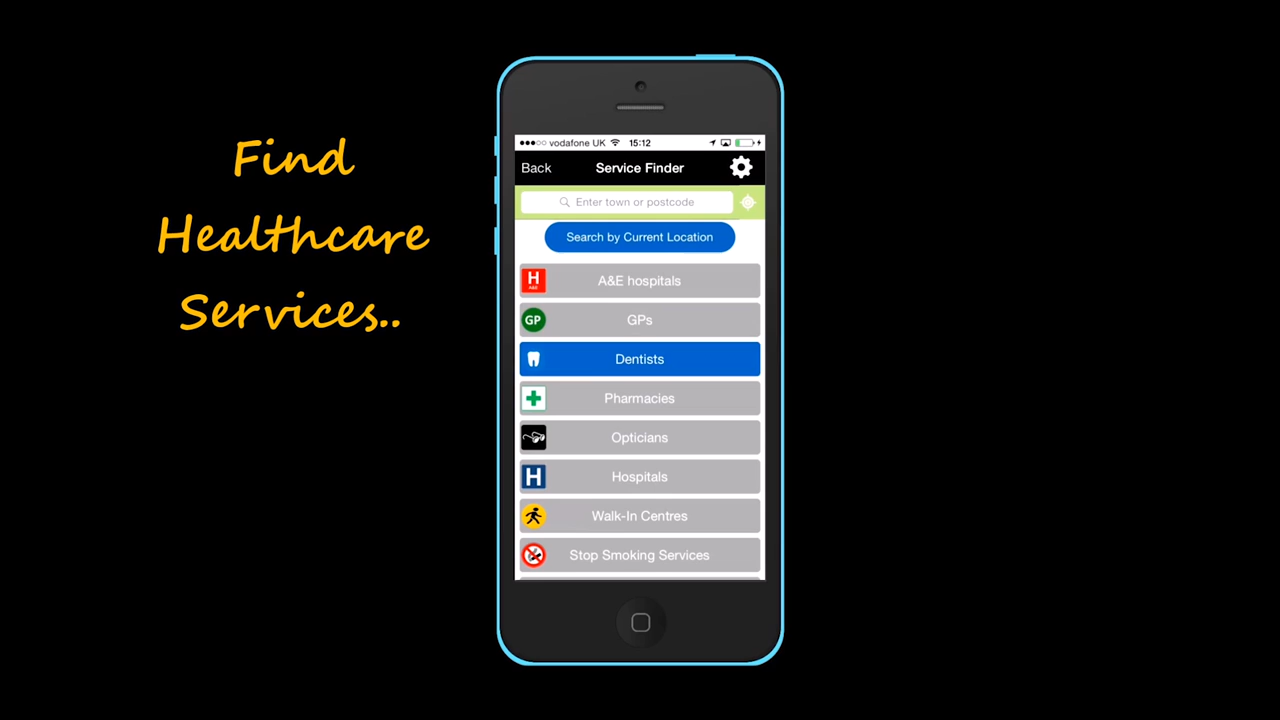 Find
Healthcare
Services..
vodafone UK 15:12
Back Service Finder
Enter town or postcode
Search by Current Location
H A&E A&E hospitals
GP GPs
Dentists
Pharmacies
Opticians
H Hospitals
Walk-In Centres
Stop Smoking Services